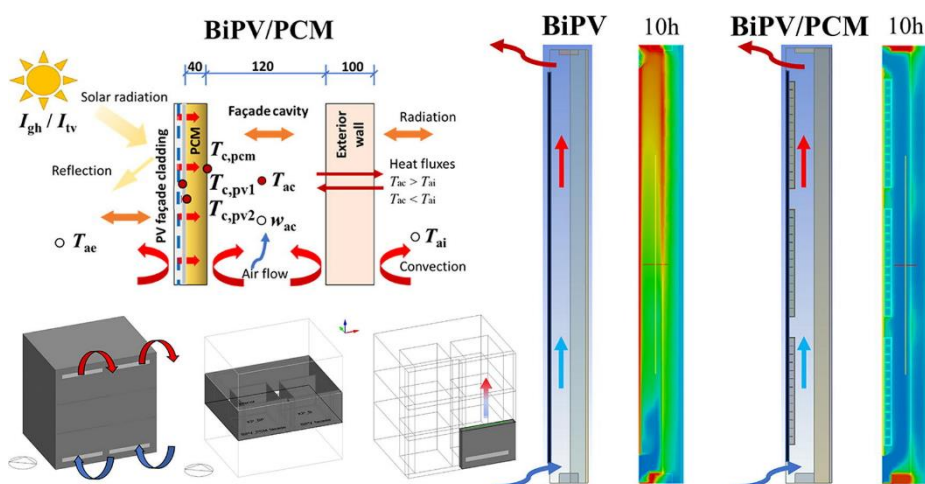 BiPV/PCM
40
120
100
Solar radiation
I_gh / I_tv
Reflection
PV façade cladding
PCM
Façade cavity
Exterior wall
Radiation
Heat fluxes
T_ac > T_ai
T_ac < T_ai
T_c,pcm
T_c,pv1
T_c,pv2
T_ac
w_ac
T_ae
T_ai
Air flow
Convection
BiPV
10h
BiPV/PCM
10h